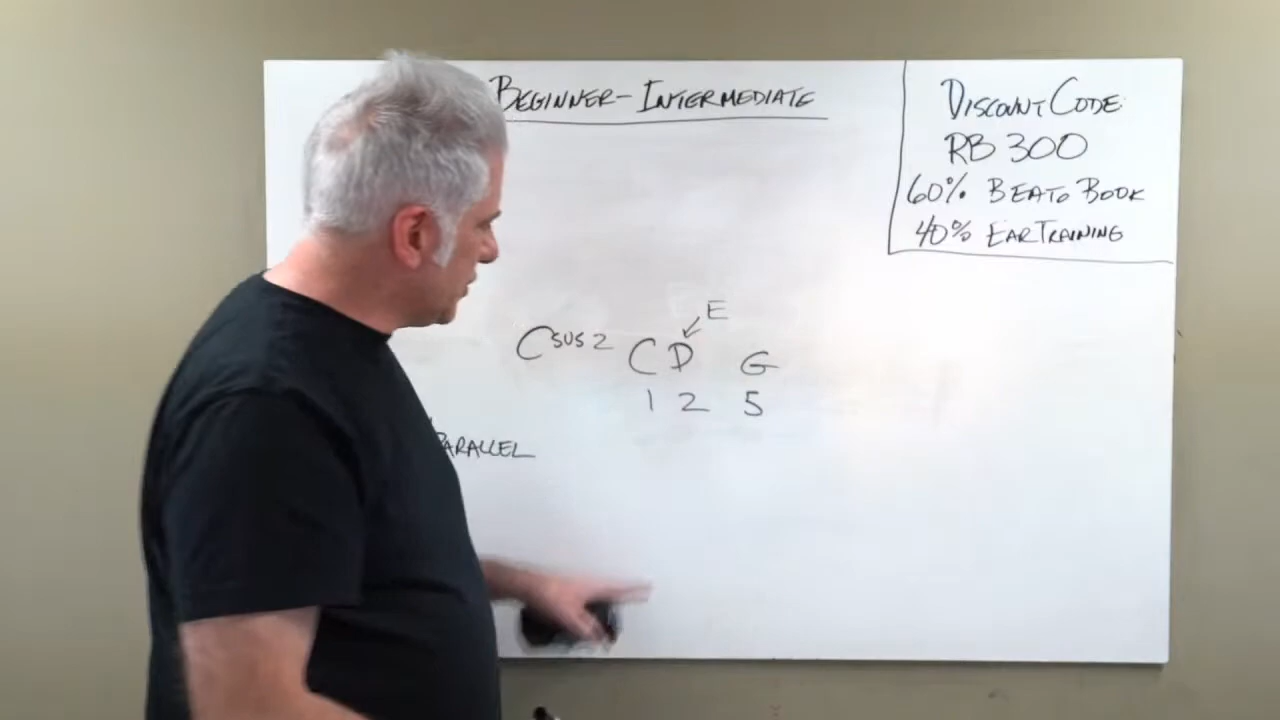 BEGINNER - INTERMEDIATE
DISCOUNT CODE
RB 300
60% BEATO BOOK
40% EAR TRAINING
E
Csus2 C D G
1 2 5
PARALLEL